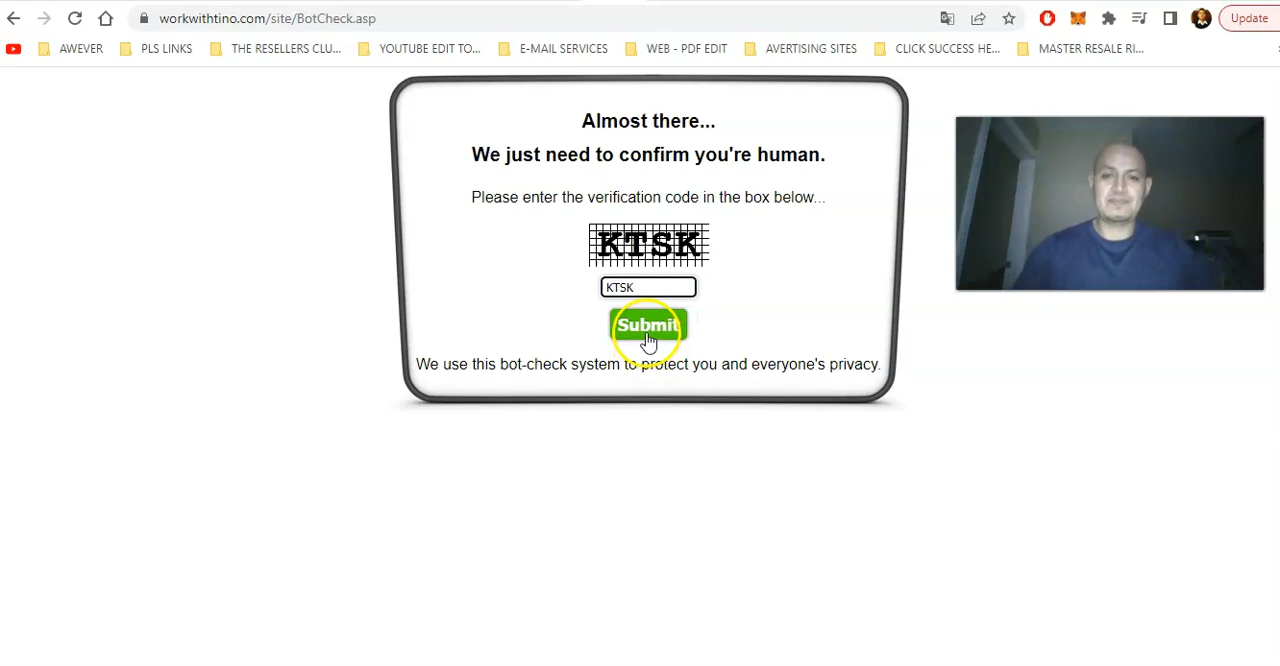 workwithtino.com/site/BotCheck.asp
Update
AWEVER
PLS LINKS
THE RESELLERS CLU...
YOUTUBE EDIT TO...
E-MAIL SERVICES
WEB - PDF EDIT
AVERTISING SITES
CLICK SUCCESS HE...
MASTER RESALE RI...
Almost there...
We just need to confirm you're human.
Please enter the verification code in the box below...
KTSK
KTSK
Submit
We use this bot-check system to protect you and everyone's privacy.